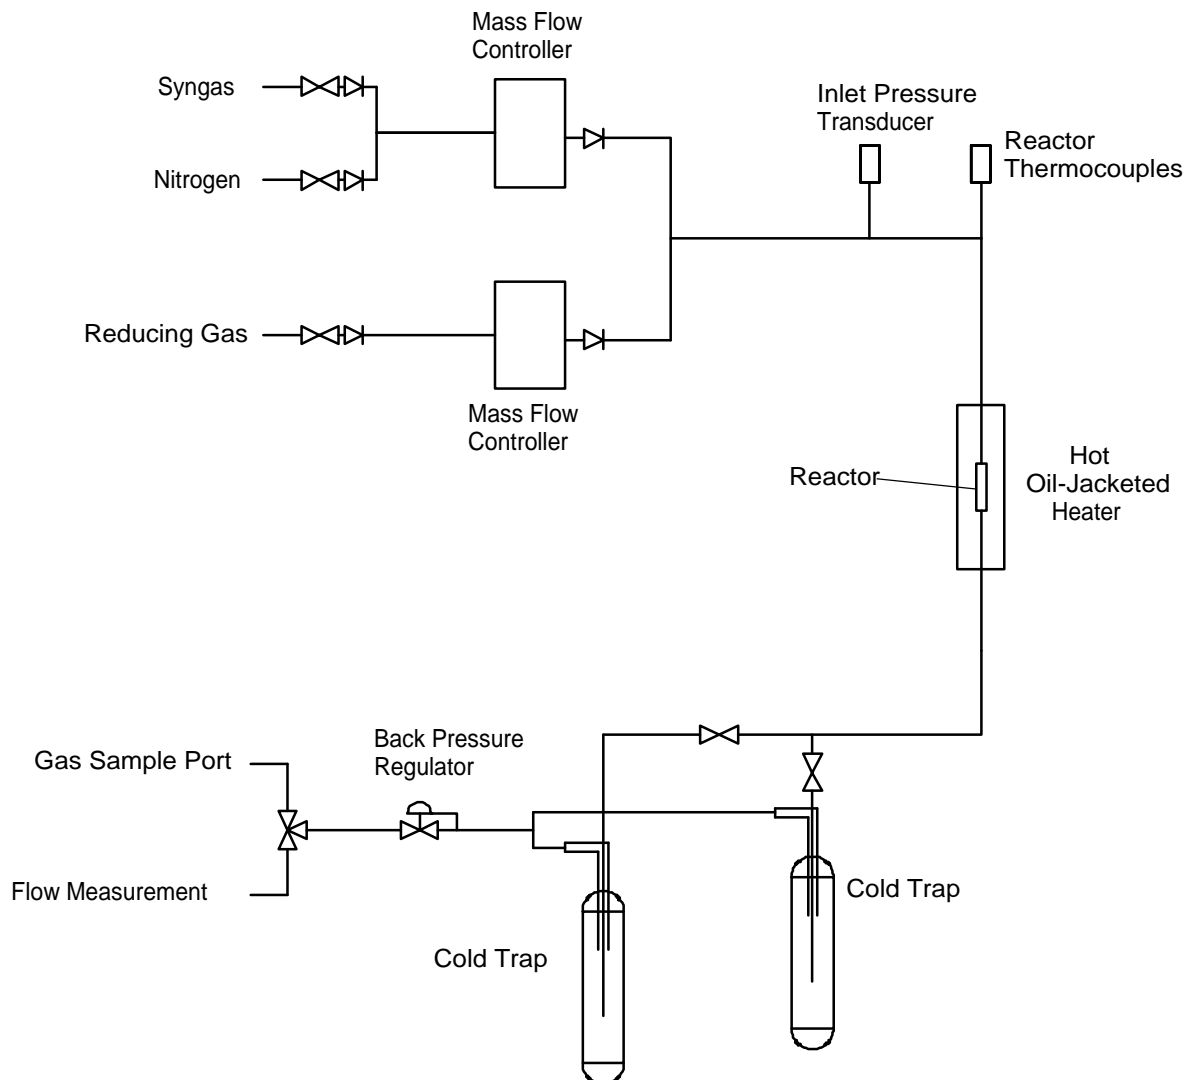 Mass Flow
Controller
Syngas
Inlet Pressure
Transducer
Reactor
Thermocouples
Nitrogen
Reducing Gas
Mass Flow
Controller
Reactor
Hot
Oil-Jacketed
Heater
Back Pressure
Regulator
Gas Sample Port
Flow Measurement
Cold Trap
Cold Trap